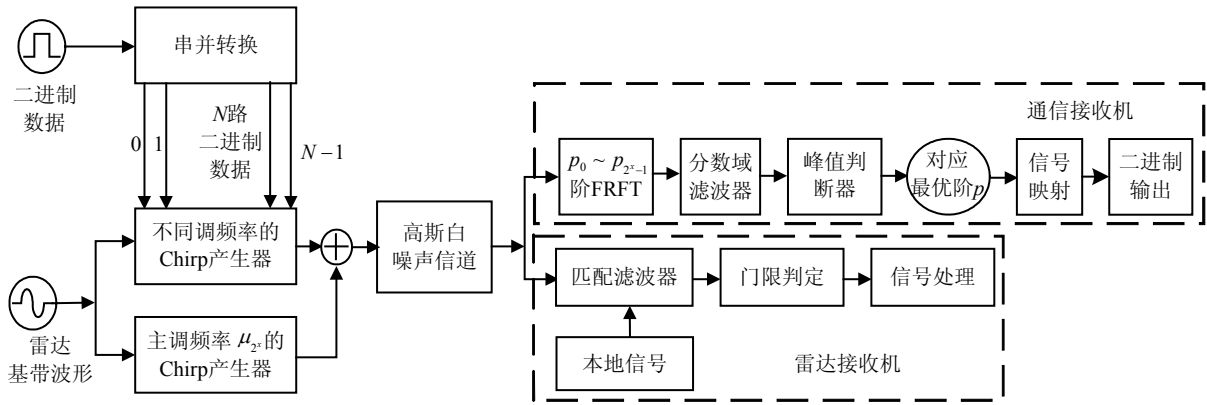 串并转换
二进制
数据
0
1
N路
二进制
数据
N−1
不同调频率的
Chirp产生器
雷达
基带波形
主调频率 μ_{2^x}的
Chirp产生器
高斯白
噪声信道
通信接收机
p_0 ~ p_{2^x−1}
阶FRFT
分数域
滤波器
峰值判
断器
对应
最优阶p
信号
映射
二进制
输出
匹配滤波器
门限判定
信号处理
本地信号
雷达接收机